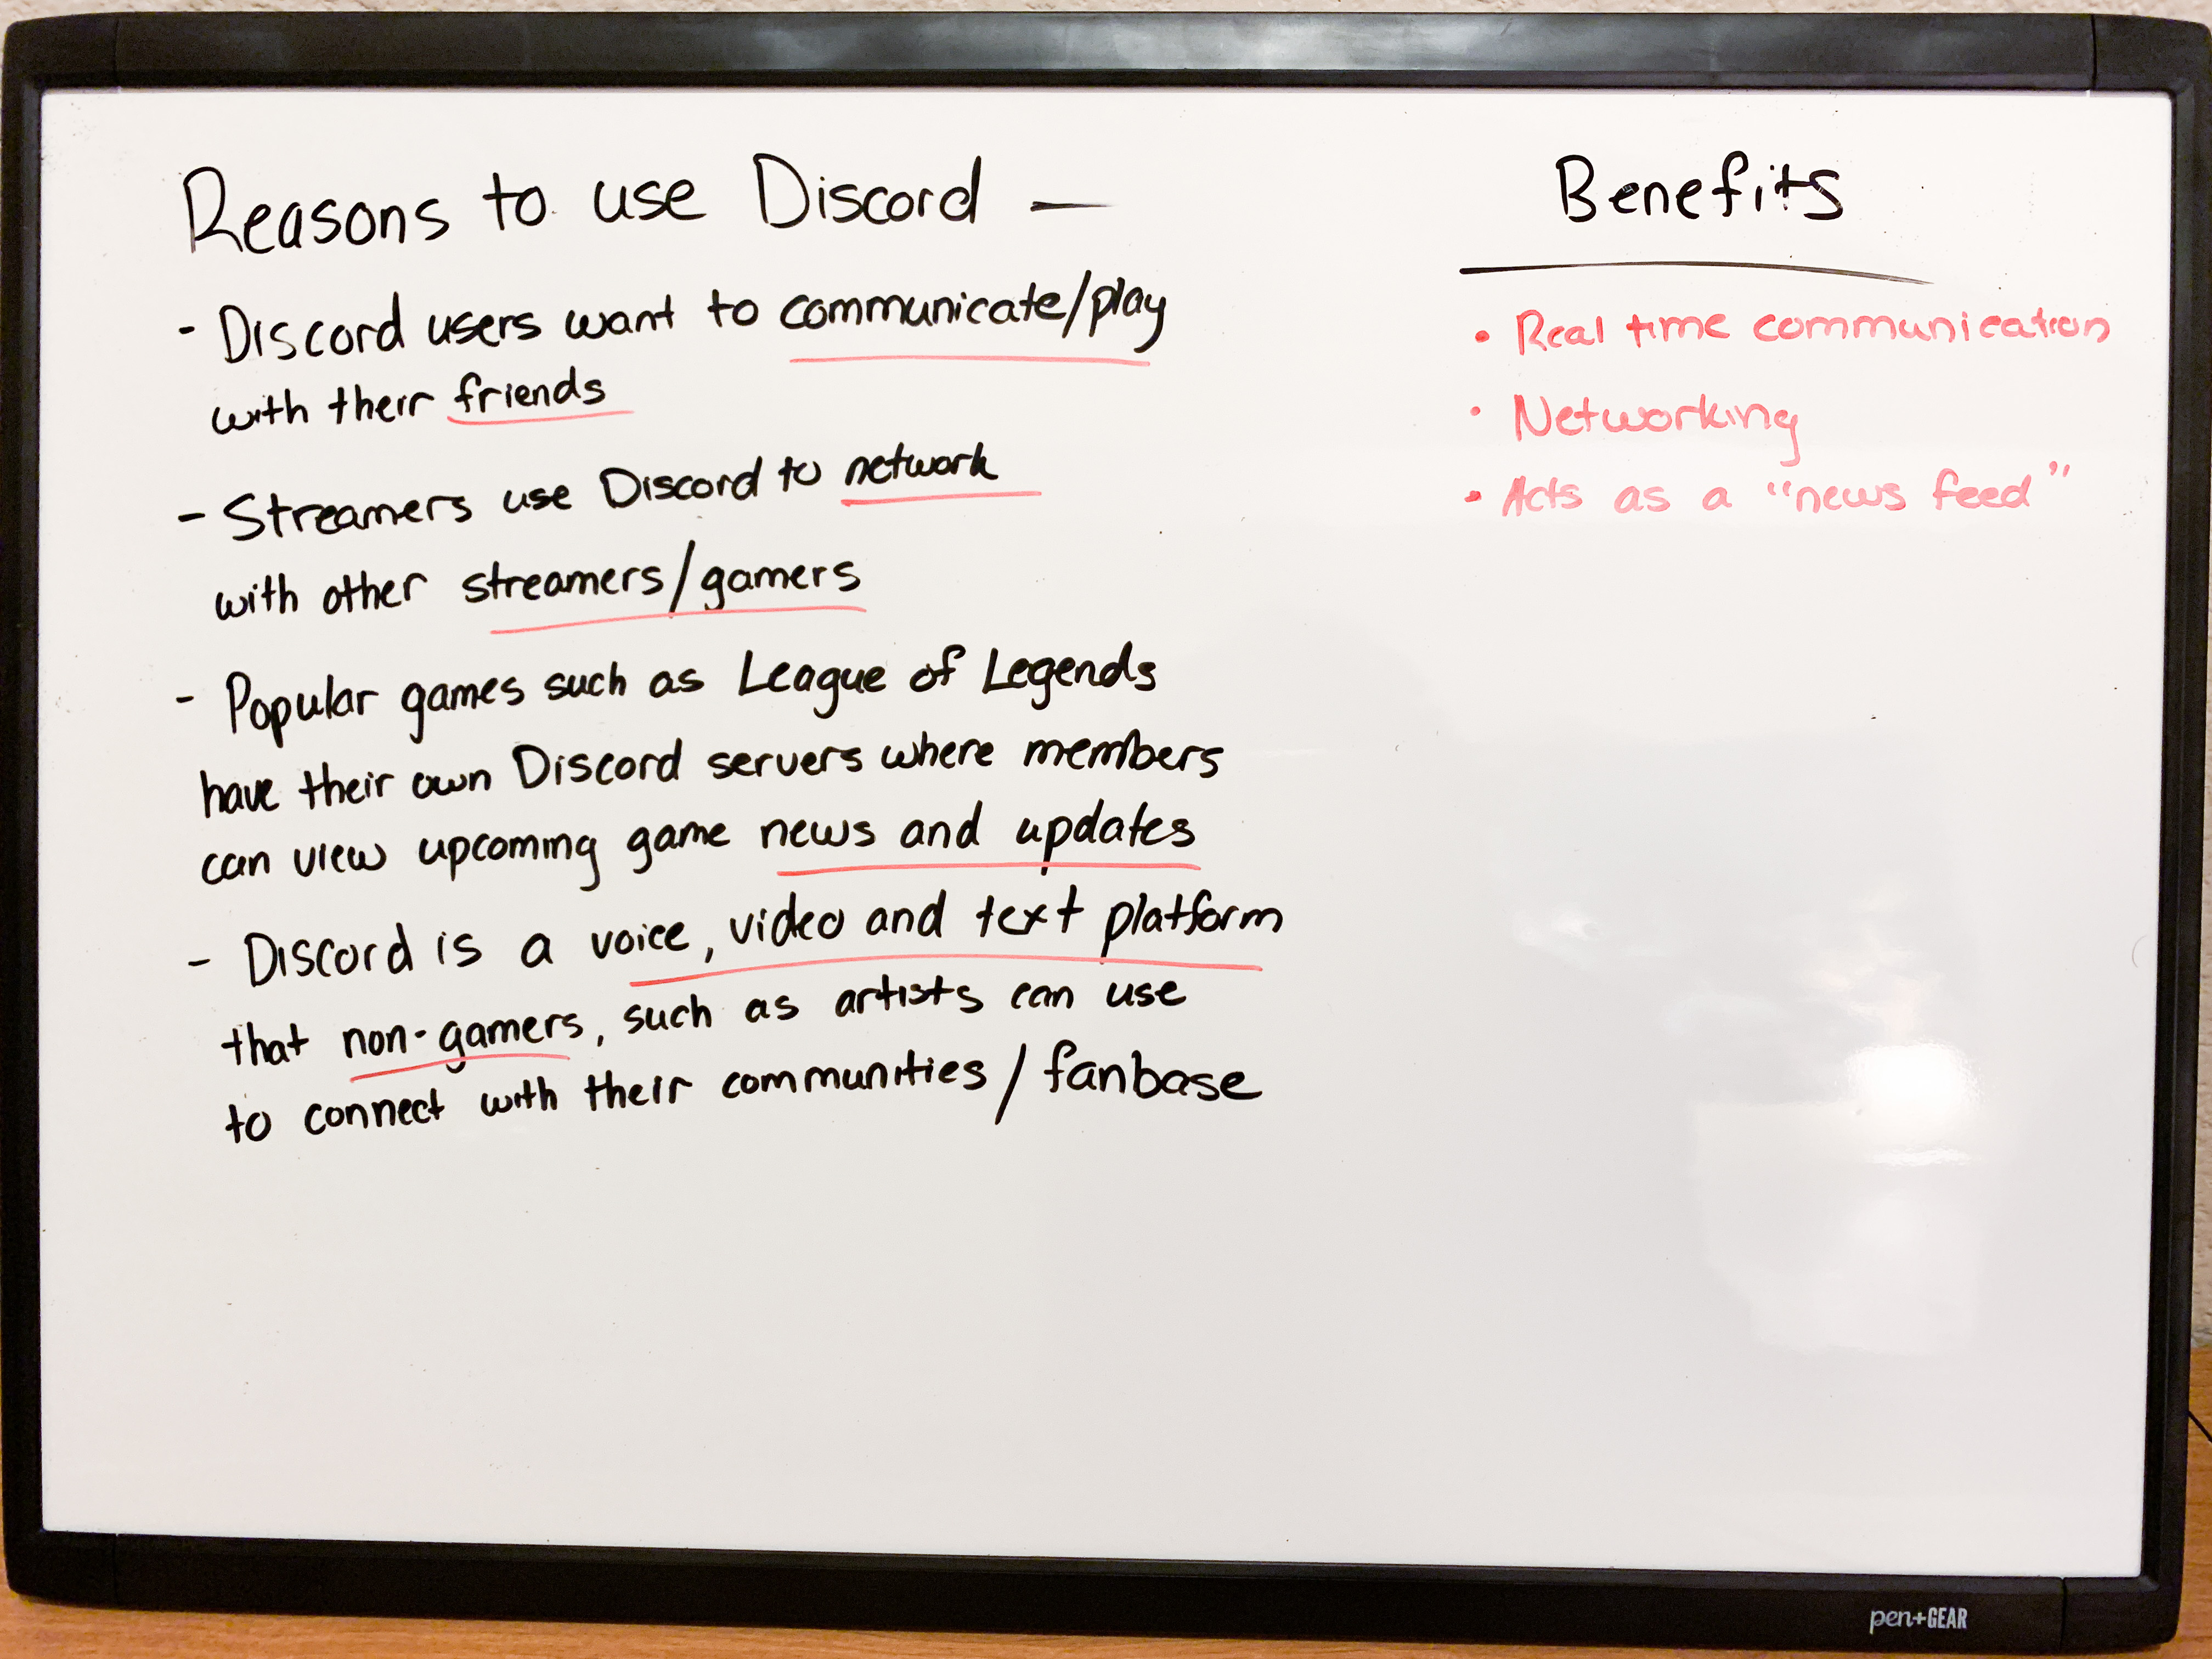 Reasons to use Discord —
- Discord users want to communicate/play
with their friends
- Streamers use Discord to network
with other streamers/gamers
- Popular games such as League of Legends
have their own Discord servers where members
can view upcoming game news and updates
- Discord is a voice, video and text platform
that non-gamers, such as artists can use
to connect with their communities/fanbase
Benefits
• Real time communication
• Networking
• Acts as a "news feed"
pen+GEAR